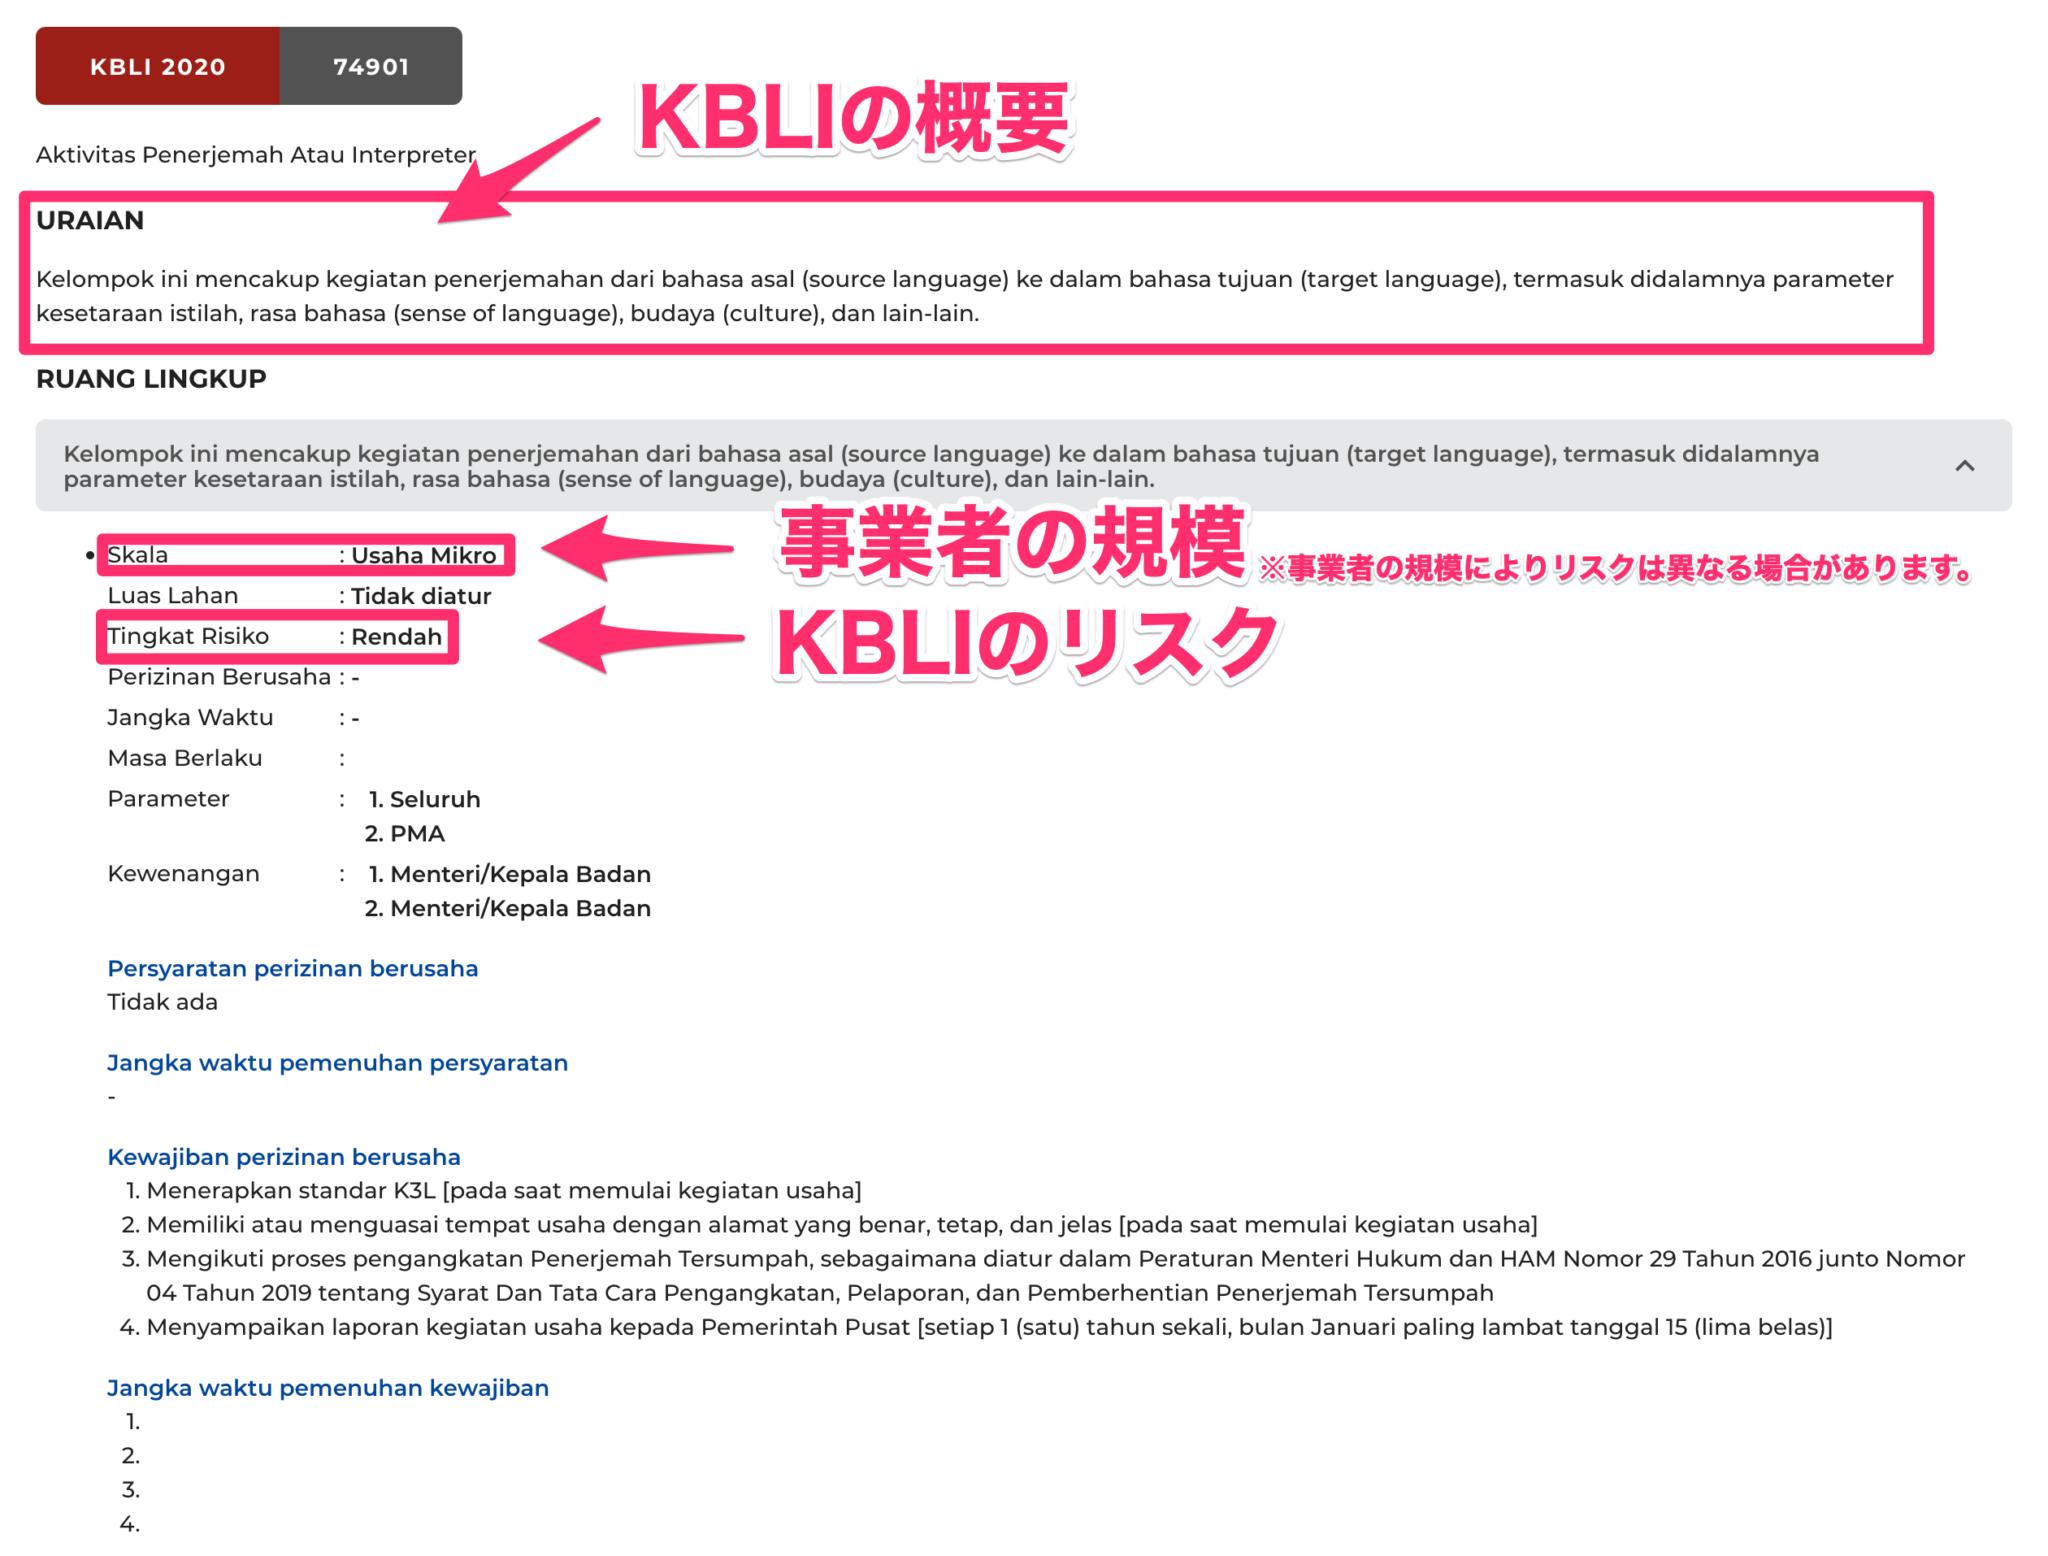 KBLI 2020 74901
KBLIの概要
Aktivitas Penerjemah Atau Interpreter
URAIAN
Kelompok ini mencakup kegiatan penerjemahan dari bahasa asal (source language) ke dalam bahasa tujuan (target language), termasuk didalamnya parameter
kesetaraan istilah, rasa bahasa (sense of language), budaya (culture), dan lain-lain.
RUANG LINGKUP
Kelompok ini mencakup kegiatan penerjemahan dari bahasa asal (source language) ke dalam bahasa tujuan (target language), termasuk didalamnya
parameter kesetaraan istilah, rasa bahasa (sense of language), budaya (culture), dan lain-lain.
• Skala : Usaha Mikro
事業者の規模 ※事業者の規模によりリスクは異なる場合があります。
Luas Lahan : Tidak diatur
Tingkat Risiko : Rendah
KBLIのリスク
Perizinan Berusaha : -
Jangka Waktu : -
Masa Berlaku :
Parameter : 1. Seluruh
2. PMA
Kewenangan : 1. Menteri/Kepala Badan
2. Menteri/Kepala Badan
Persyaratan perizinan berusaha
Tidak ada
Jangka waktu pemenuhan persyaratan
-
Kewajiban perizinan berusaha
1. Menerapkan standar K3L [pada saat memulai kegiatan usaha]
2. Memiliki atau menguasai tempat usaha dengan alamat yang benar, tetap, dan jelas [pada saat memulai kegiatan usaha]
3. Mengikuti proses pengangkatan Penerjemah Tersumpah, sebagaimana diatur dalam Peraturan Menteri Hukum dan HAM Nomor 29 Tahun 2016 junto Nomor
04 Tahun 2019 tentang Syarat Dan Tata Cara Pengangkatan, Pelaporan, dan Pemberhentian Penerjemah Tersumpah
4. Menyampaikan laporan kegiatan usaha kepada Pemerintah Pusat [setiap 1 (satu) tahun sekali, bulan Januari paling lambat tanggal 15 (lima belas)]
Jangka waktu pemenuhan kewajiban
1.
2.
3.
4.